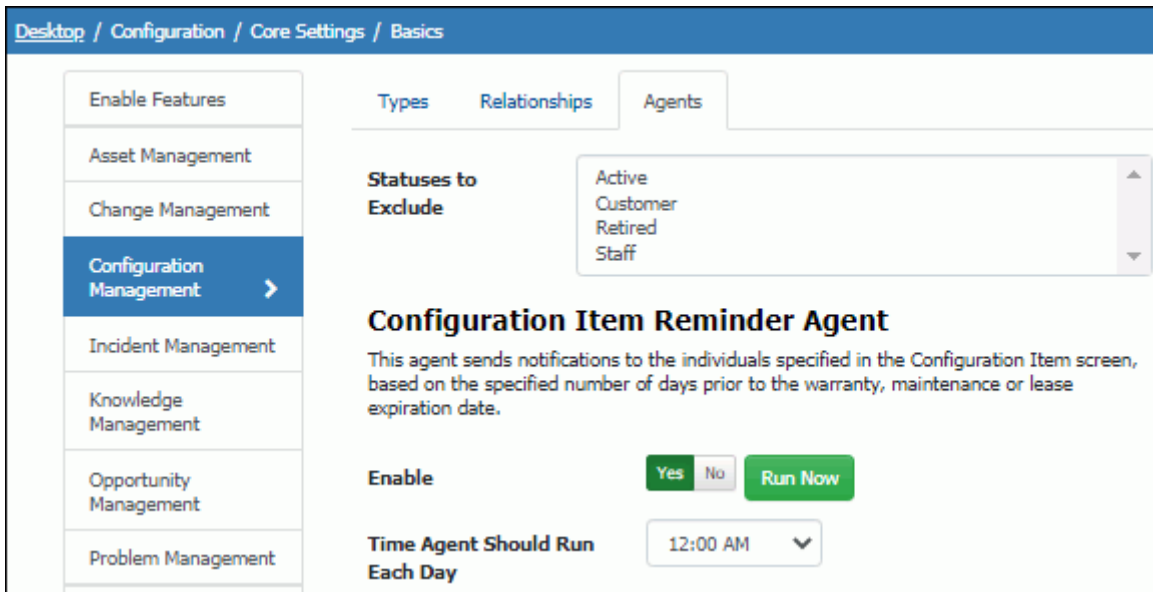 Desktop / Configuration / Core Settings / Basics
Enable Features
Asset Management
Change Management
Configuration
Management
Incident Management
Knowledge
Management
Opportunity
Management
Problem Management
Types Relationships Agents
Statuses to
Exclude
Active
Customer
Retired
Staff
Configuration Item Reminder Agent
This agent sends notifications to the individuals specified in the Configuration Item screen,
based on the specified number of days prior to the warranty, maintenance or lease
expiration date.
Enable Yes No Run Now
Time Agent Should Run
Each Day
12:00 AM